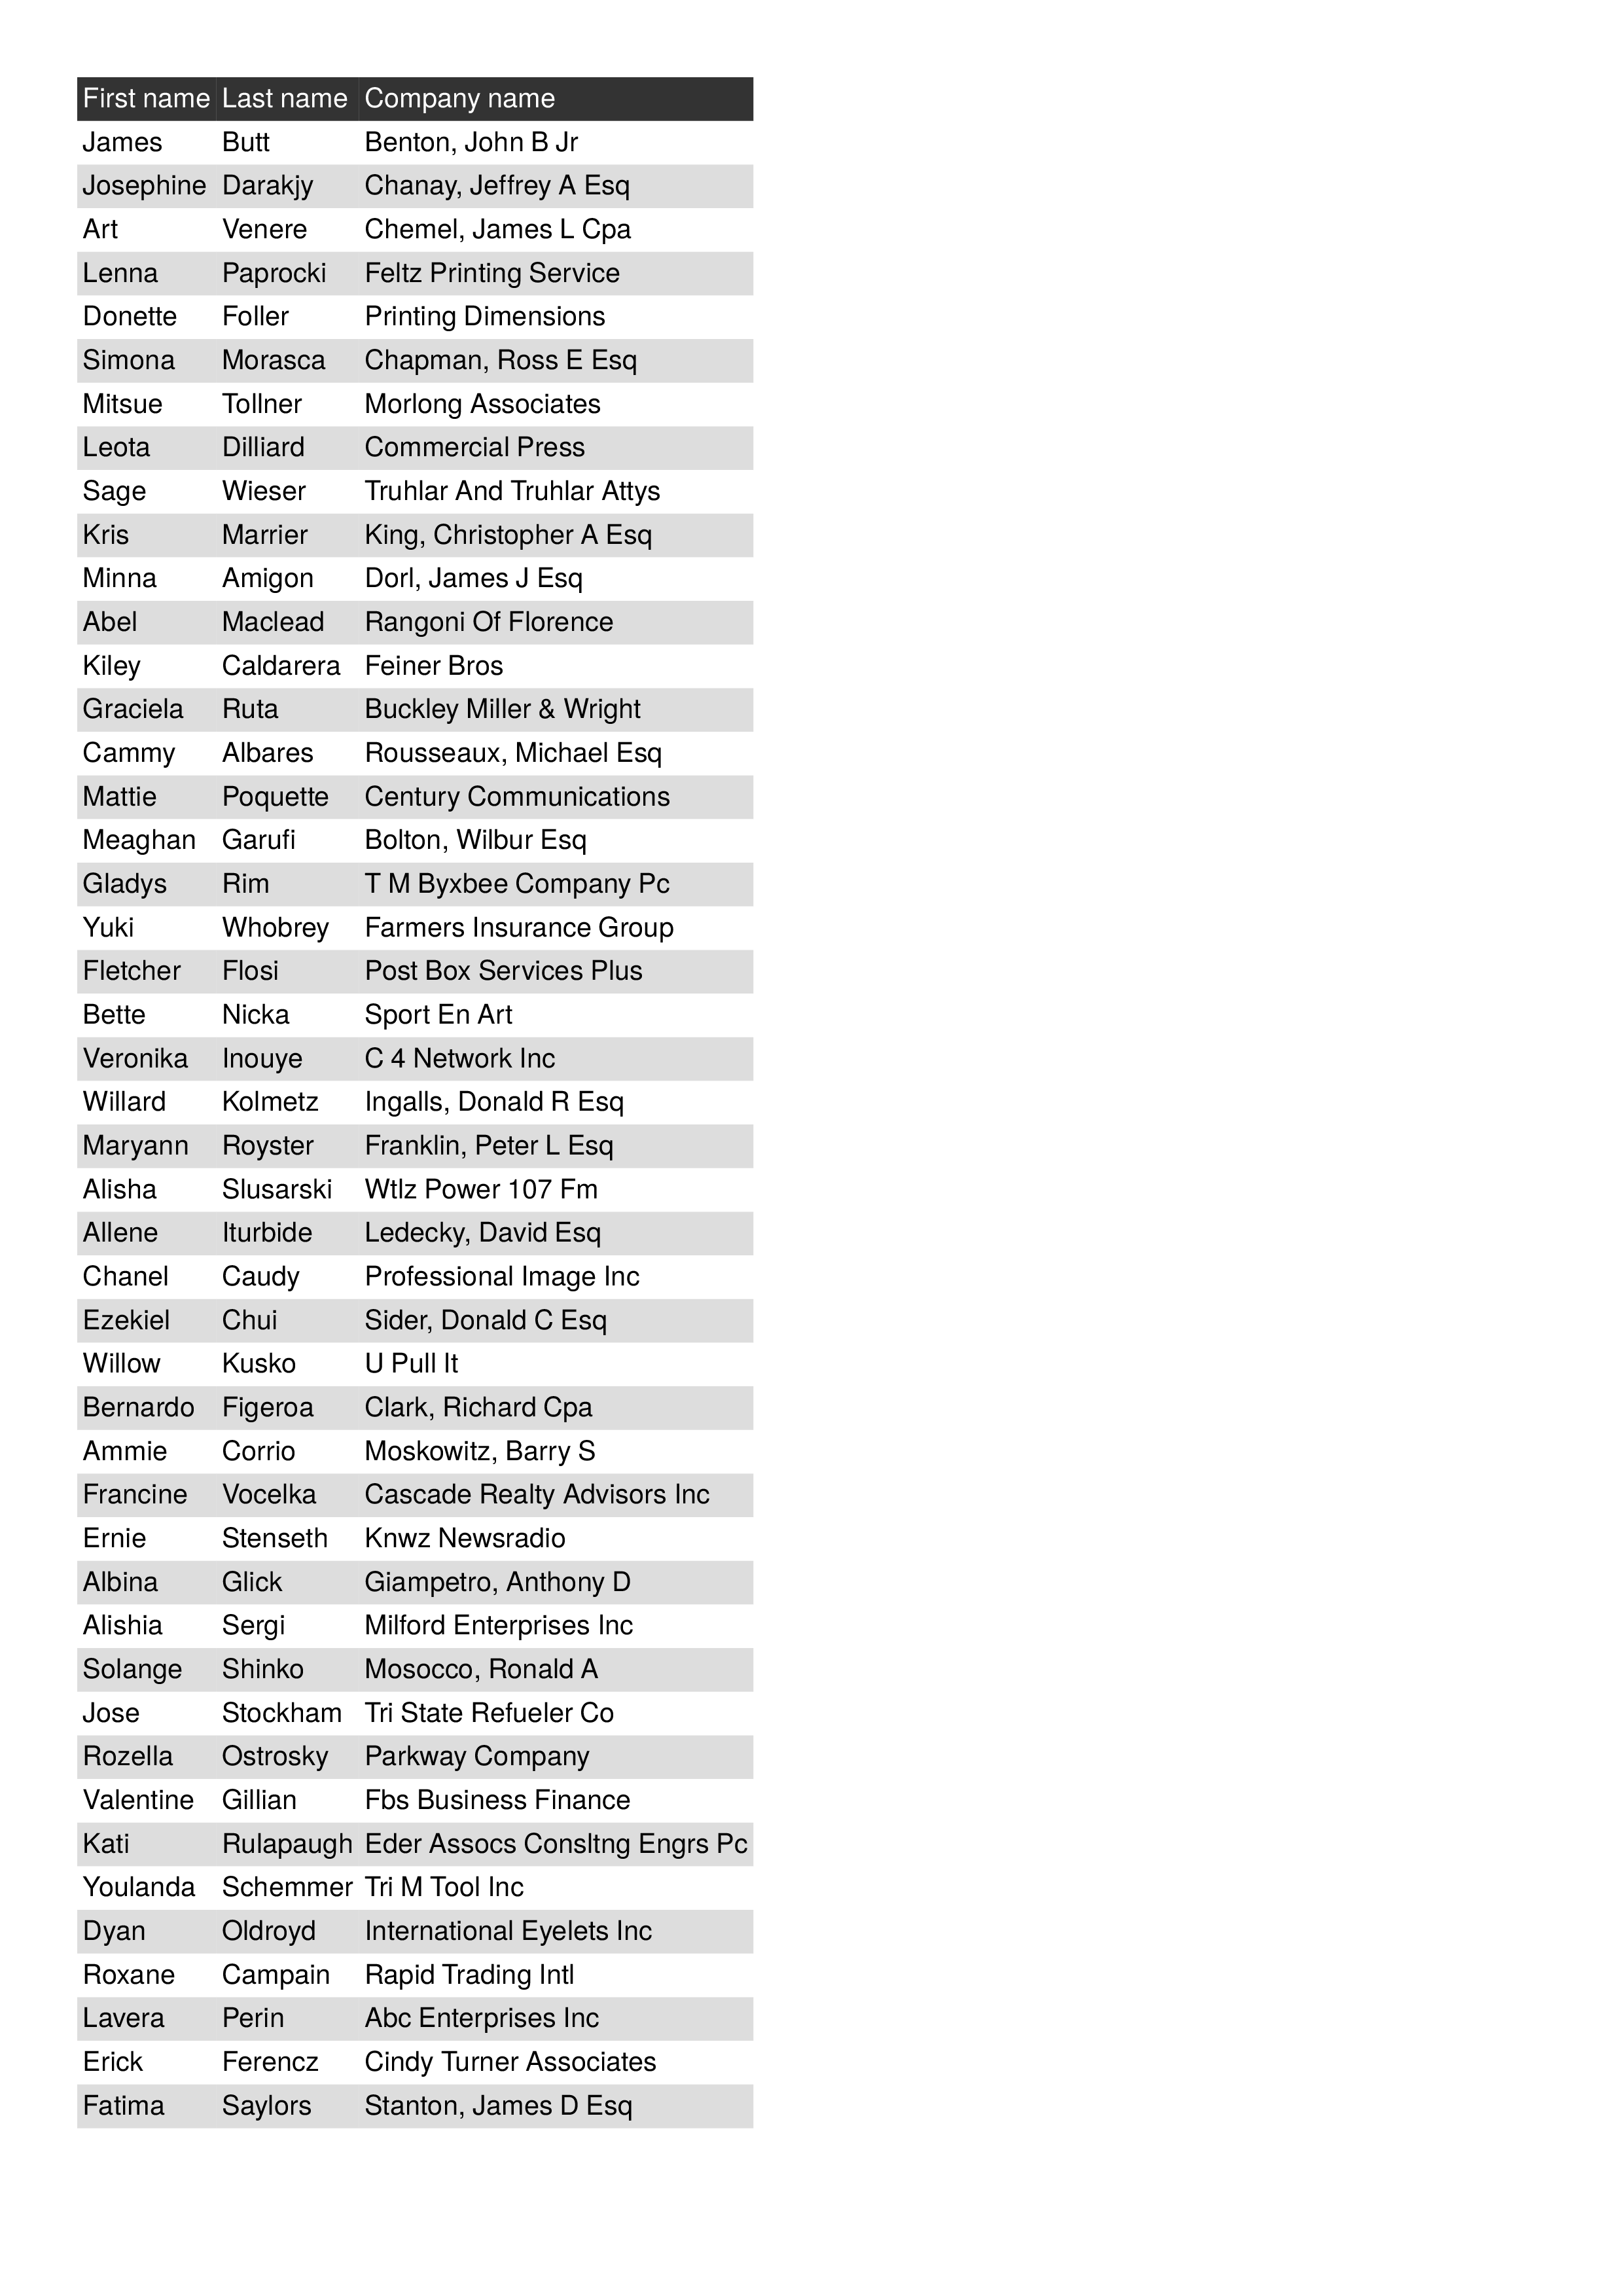 First name Last name Company name
James Butt Benton, John B Jr
Josephine Darakjy Chanay, Jeffrey A Esq
Art Venere Chemel, James L Cpa
Lenna Paprocki Feltz Printing Service
Donette Foller Printing Dimensions
Simona Morasca Chapman, Ross E Esq
Mitsue Tollner Morlong Associates
Leota Dilliard Commercial Press
Sage Wieser Truhlar And Truhlar Attys
Kris Marrier King, Christopher A Esq
Minna Amigon Dorl, James J Esq
Abel Maclead Rangoni Of Florence
Kiley Caldarera Feiner Bros
Graciela Ruta Buckley Miller & Wright
Cammy Albares Rousseaux, Michael Esq
Mattie Poquette Century Communications
Meaghan Garufi Bolton, Wilbur Esq
Gladys Rim T M Byxbee Company Pc
Yuki Whobrey Farmers Insurance Group
Fletcher Flosi Post Box Services Plus
Bette Nicka Sport En Art
Veronika Inouye C 4 Network Inc
Willard Kolmetz Ingalls, Donald R Esq
Maryann Royster Franklin, Peter L Esq
Alisha Slusarski Wtlz Power 107 Fm
Allene Iturbide Ledecky, David Esq
Chanel Caudy Professional Image Inc
Ezekiel Chui Sider, Donald C Esq
Willow Kusko U Pull It
Bernardo Figeroa Clark, Richard Cpa
Ammie Corrio Moskowitz, Barry S
Francine Vocelka Cascade Realty Advisors Inc
Ernie Stenseth Knwz Newsradio
Albina Glick Giampetro, Anthony D
Alishia Sergi Milford Enterprises Inc
Solange Shinko Mosocco, Ronald A
Jose Stockham Tri State Refueler Co
Rozella Ostrosky Parkway Company
Valentine Gillian Fbs Business Finance
Kati Rulapaugh Eder Assocs Consltng Engrs Pc
Youlanda Schemmer Tri M Tool Inc
Dyan Oldroyd International Eyelets Inc
Roxane Campain Rapid Trading Intl
Lavera Perin Abc Enterprises Inc
Erick Ferencz Cindy Turner Associates
Fatima Saylors Stanton, James D Esq